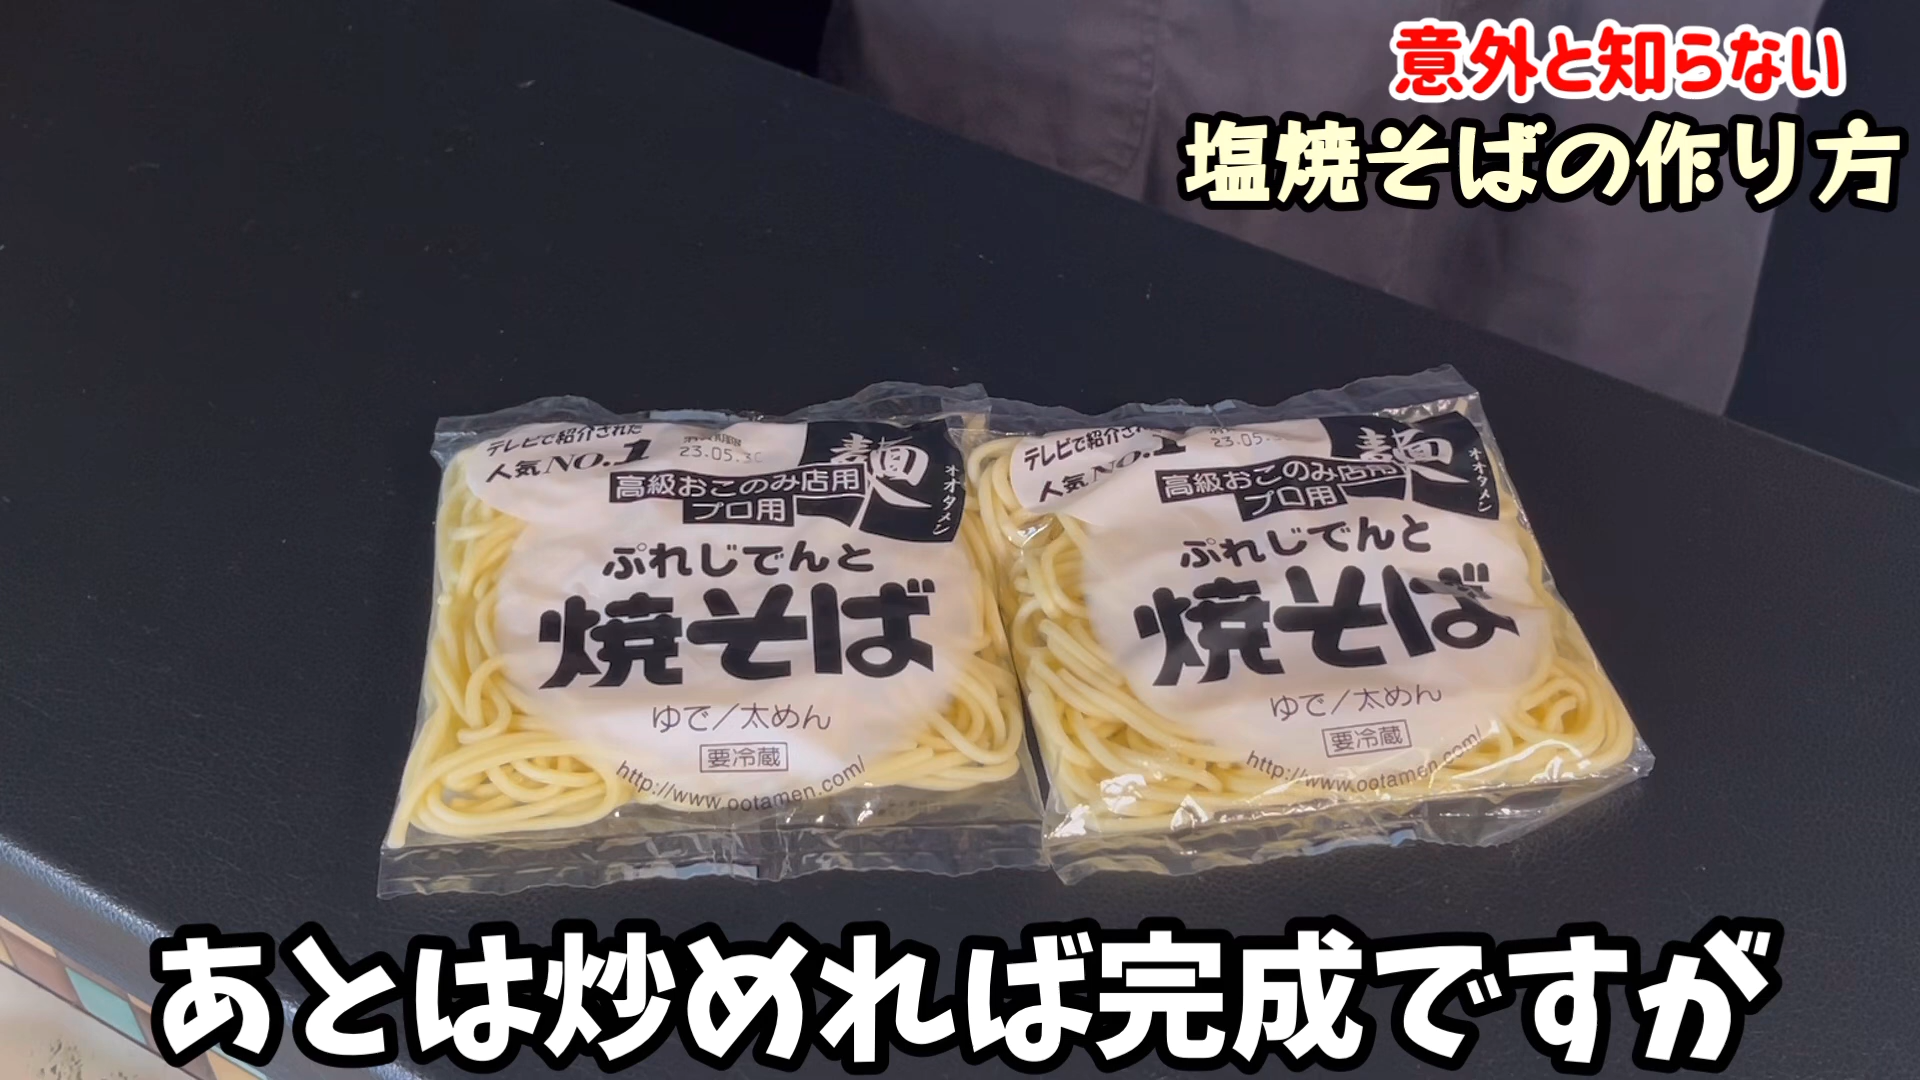 意外と知らない
塩焼そばの作り方
テレビで紹介された
人気NO.1
消費期限
23.05.30
麺
オオタメン
高級おこのみ店用
プロ用
ぷれじでんと
焼そば
ゆで/太めん
要冷蔵
http://www.ootamen.com/
テレビで紹介され
人気NO.1
23.05.3
麺
オオタメン
高級おこのみ店用
プロ用
ぷれじでんと
焼そば
ゆで/太めん
要冷蔵
http://www.ootamen.com/
あとは炒めれば完成ですが